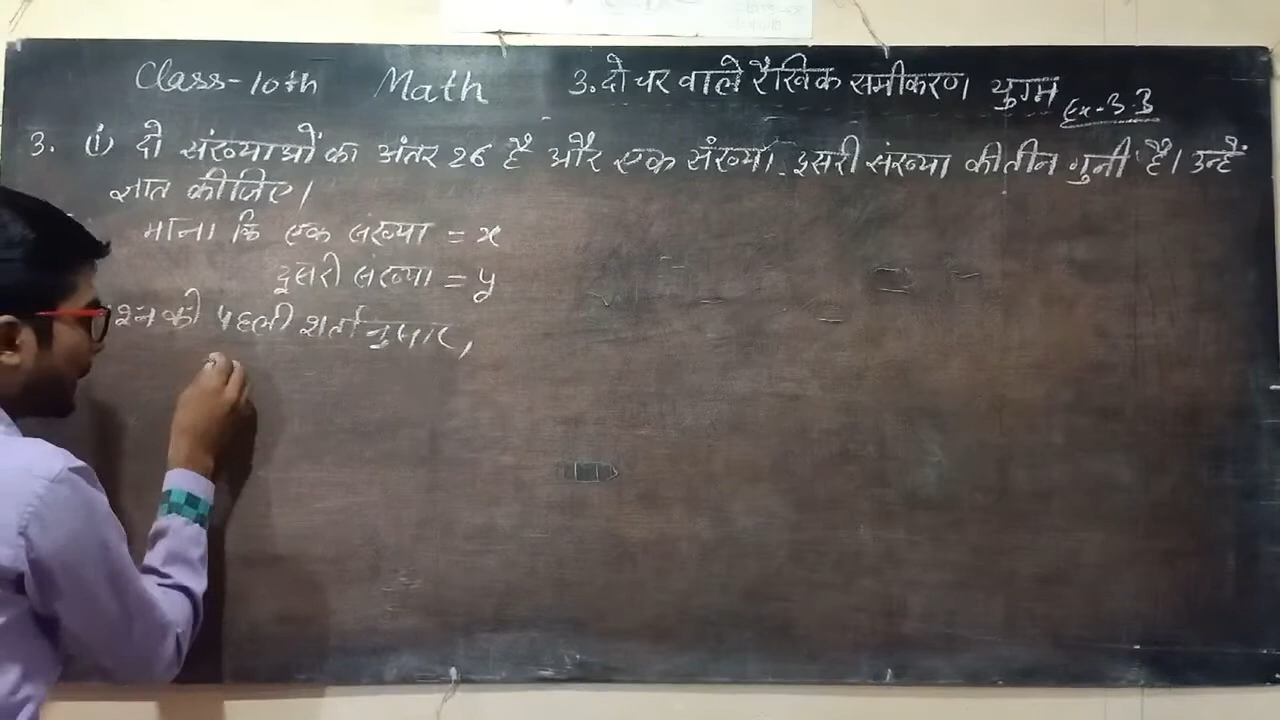 Class-10th Math 3. दो चर वाले रैखिक समीकरण युग्म Ex-3.3
3. (i) दो संख्याओं का अंतर 26 है और एक संख्या दूसरी संख्या की तीन गुनी है। उन्हें
ज्ञात कीजिए।
माना कि एक संख्या = x
दूसरी संख्या = y
श्न की पहली शर्तानुसार,